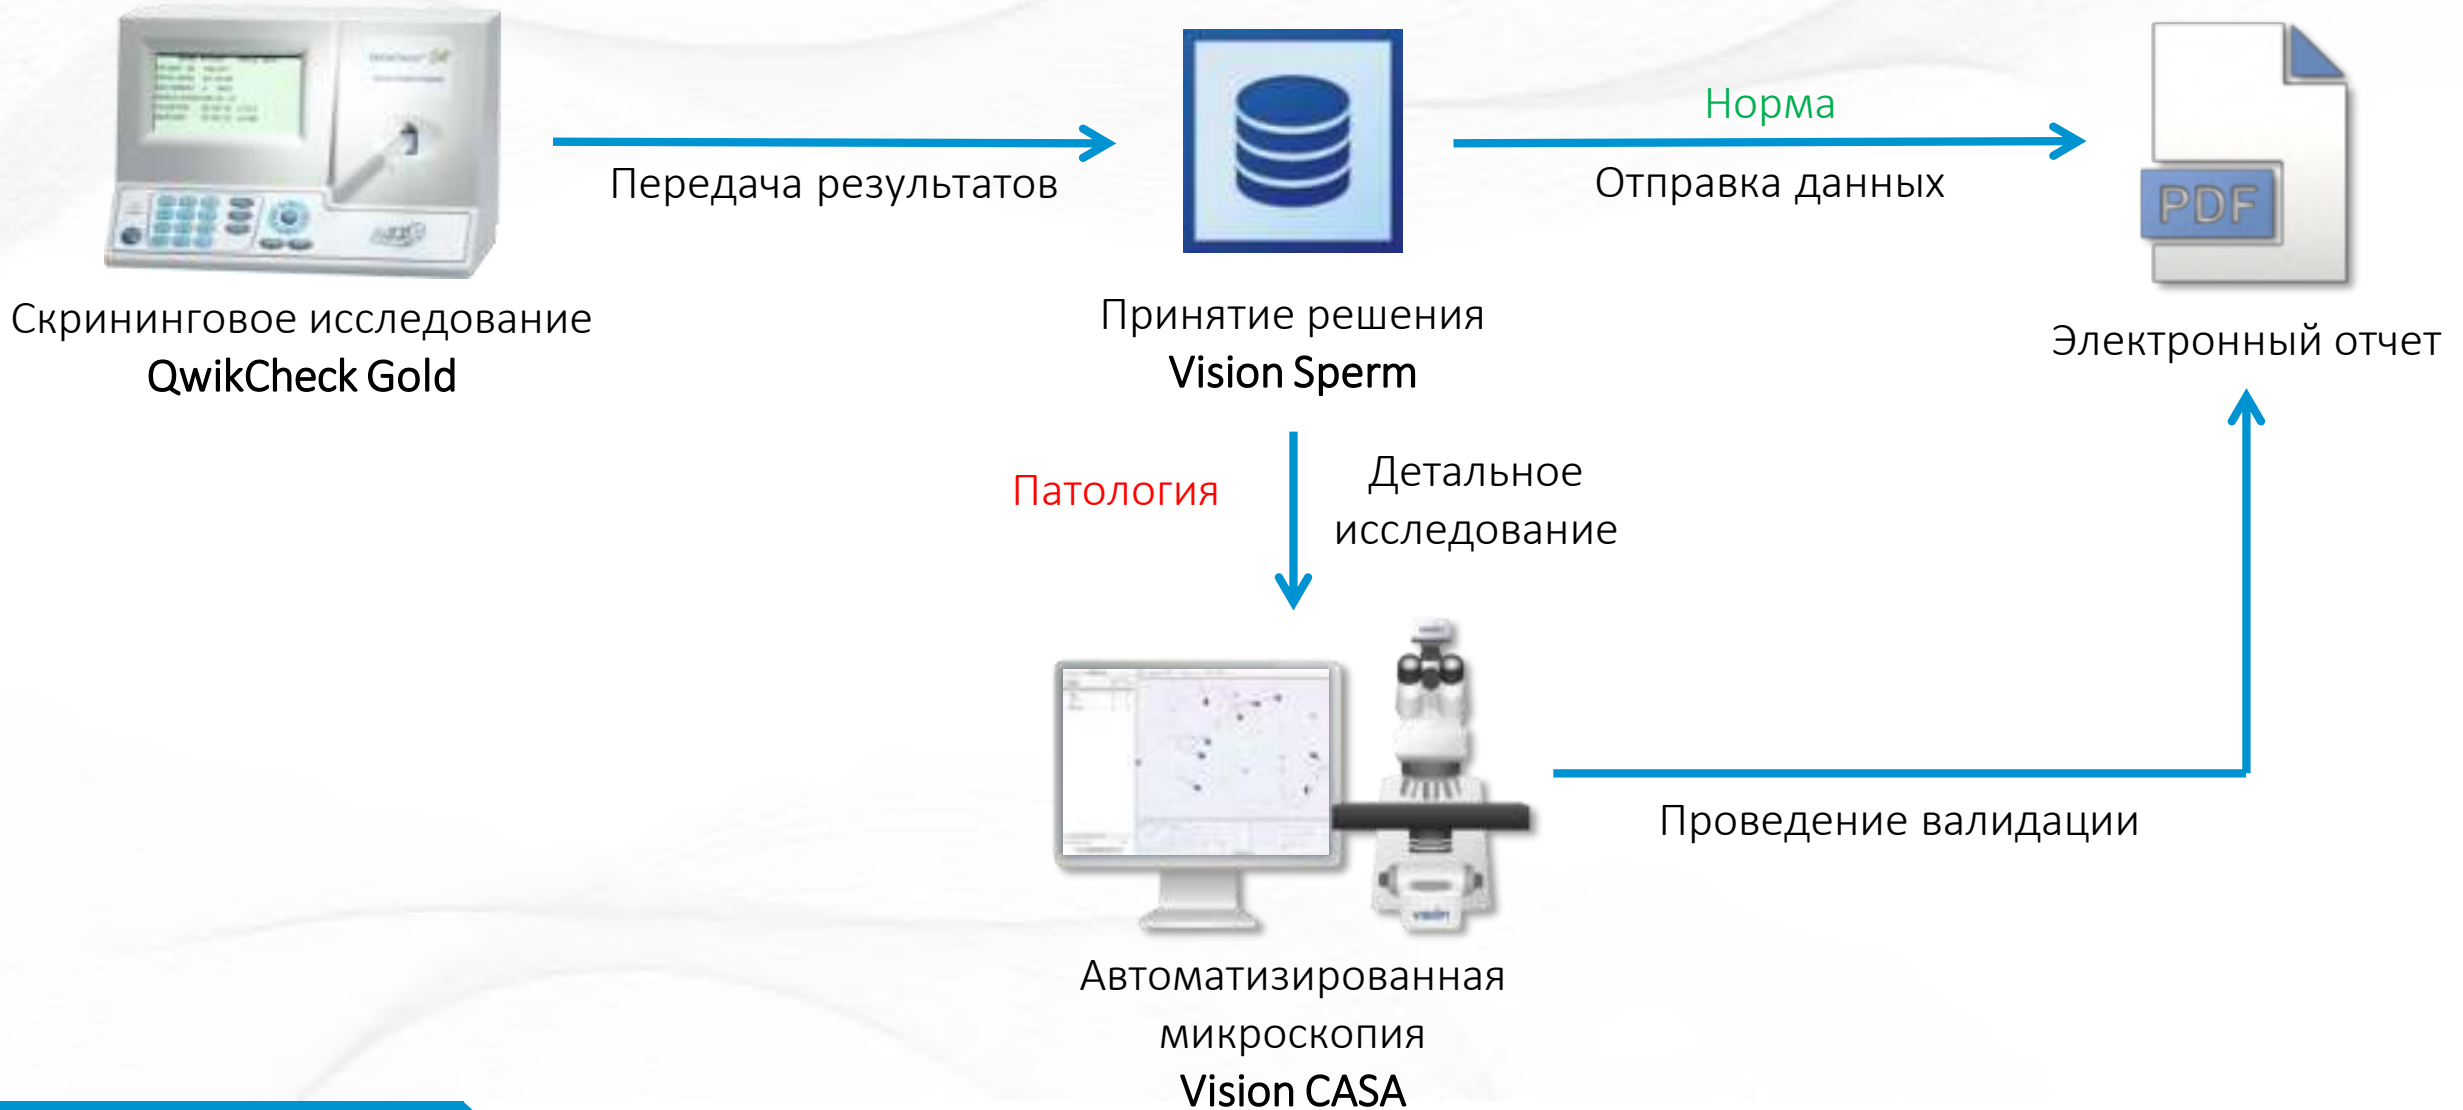 Норма
Передача результатов
Отправка данных
PDF
Скрининговое исследование
QwikCheck Gold
Принятие решения
Vision Sperm
Электронный отчет
Патология
Детальное
исследование
Проведение валидации
vision
Автоматизированная
микроскопия
Vision CASA